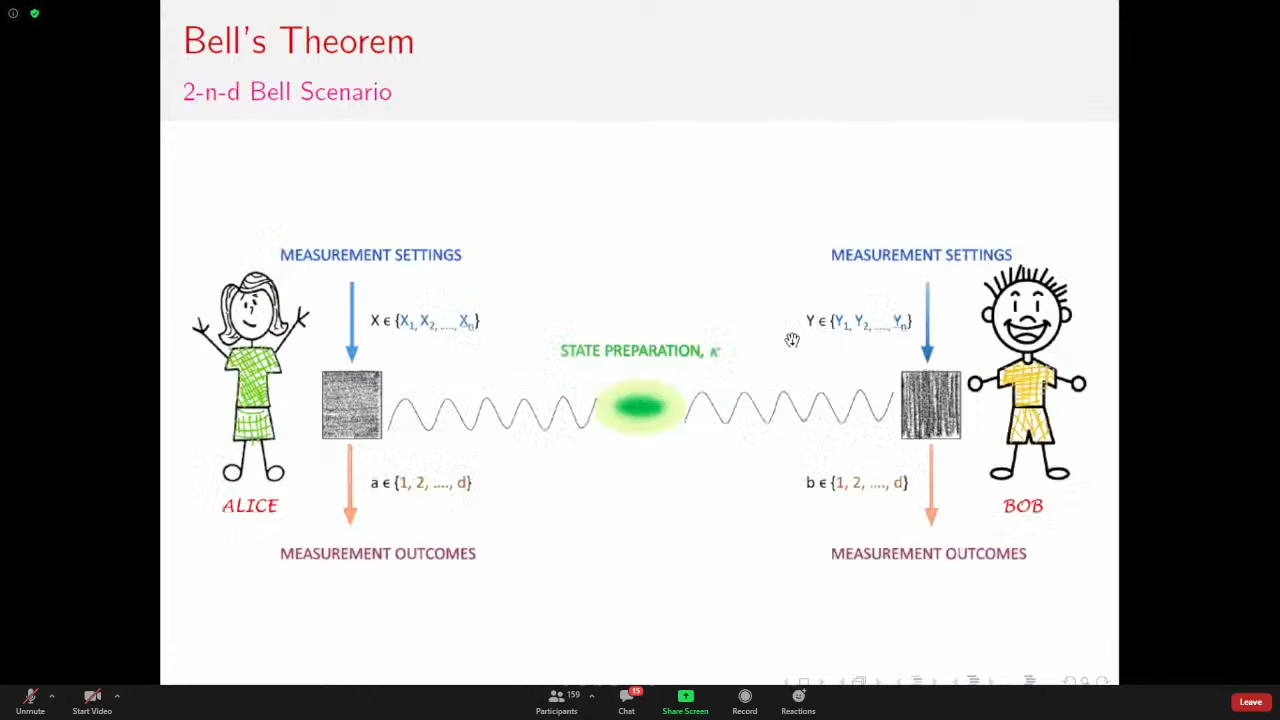 Bell's Theorem
2-n-d Bell Scenario
MEASUREMENT SETTINGS
MEASUREMENT SETTINGS
X ∈ {X₁, X₂, ...., Xₙ}
Y ∈ {Y₁, Y₂, ...., Yₙ}
STATE PREPARATION, κ
a ∈ {1, 2, ...., d}
b ∈ {1, 2, ...., d}
ALICE
BOB
MEASUREMENT OUTCOMES
MEASUREMENT OUTCOMES
159
15
Unmute
Start Video
Participants
Chat
Share Screen
Record
Reactions
Leave